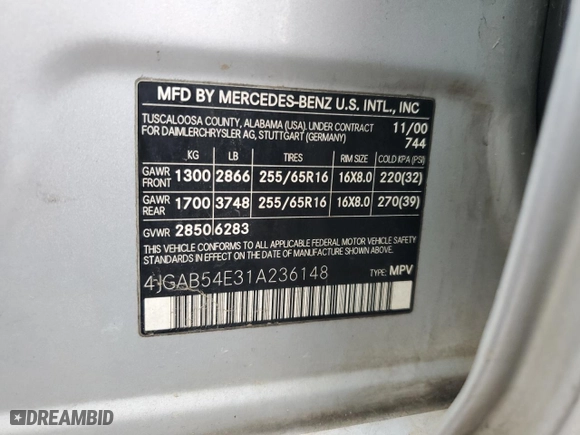 MFD BY MERCEDES-BENZ U.S. INTL., INC
TUSCALOOSA COUNTY, ALABAMA (USA). UNDER CONTRACT 11/00
FOR DAIMLERCHRYSLER AG, STUTTGART (GERMANY) 744
KG LB TIRES RIM SIZE COLD KPA (PSI)
GAWR FRONT 1300 2866 255/65R16 16X8.0 220(32)
GAWR REAR 1700 3748 255/65R16 16X8.0 270(39)
GVWR 2850 6283
THIS VEHICLE CONFORMS TO ALL APPLICABLE FEDERAL MOTOR VEHICLE SAFETY
STANDARDS IN EFFECT ON THE DATE OF MANUFACTURE SHOWN ABOVE.
4JGAB54E31A236148 TYPE: MPV
DREAMBID